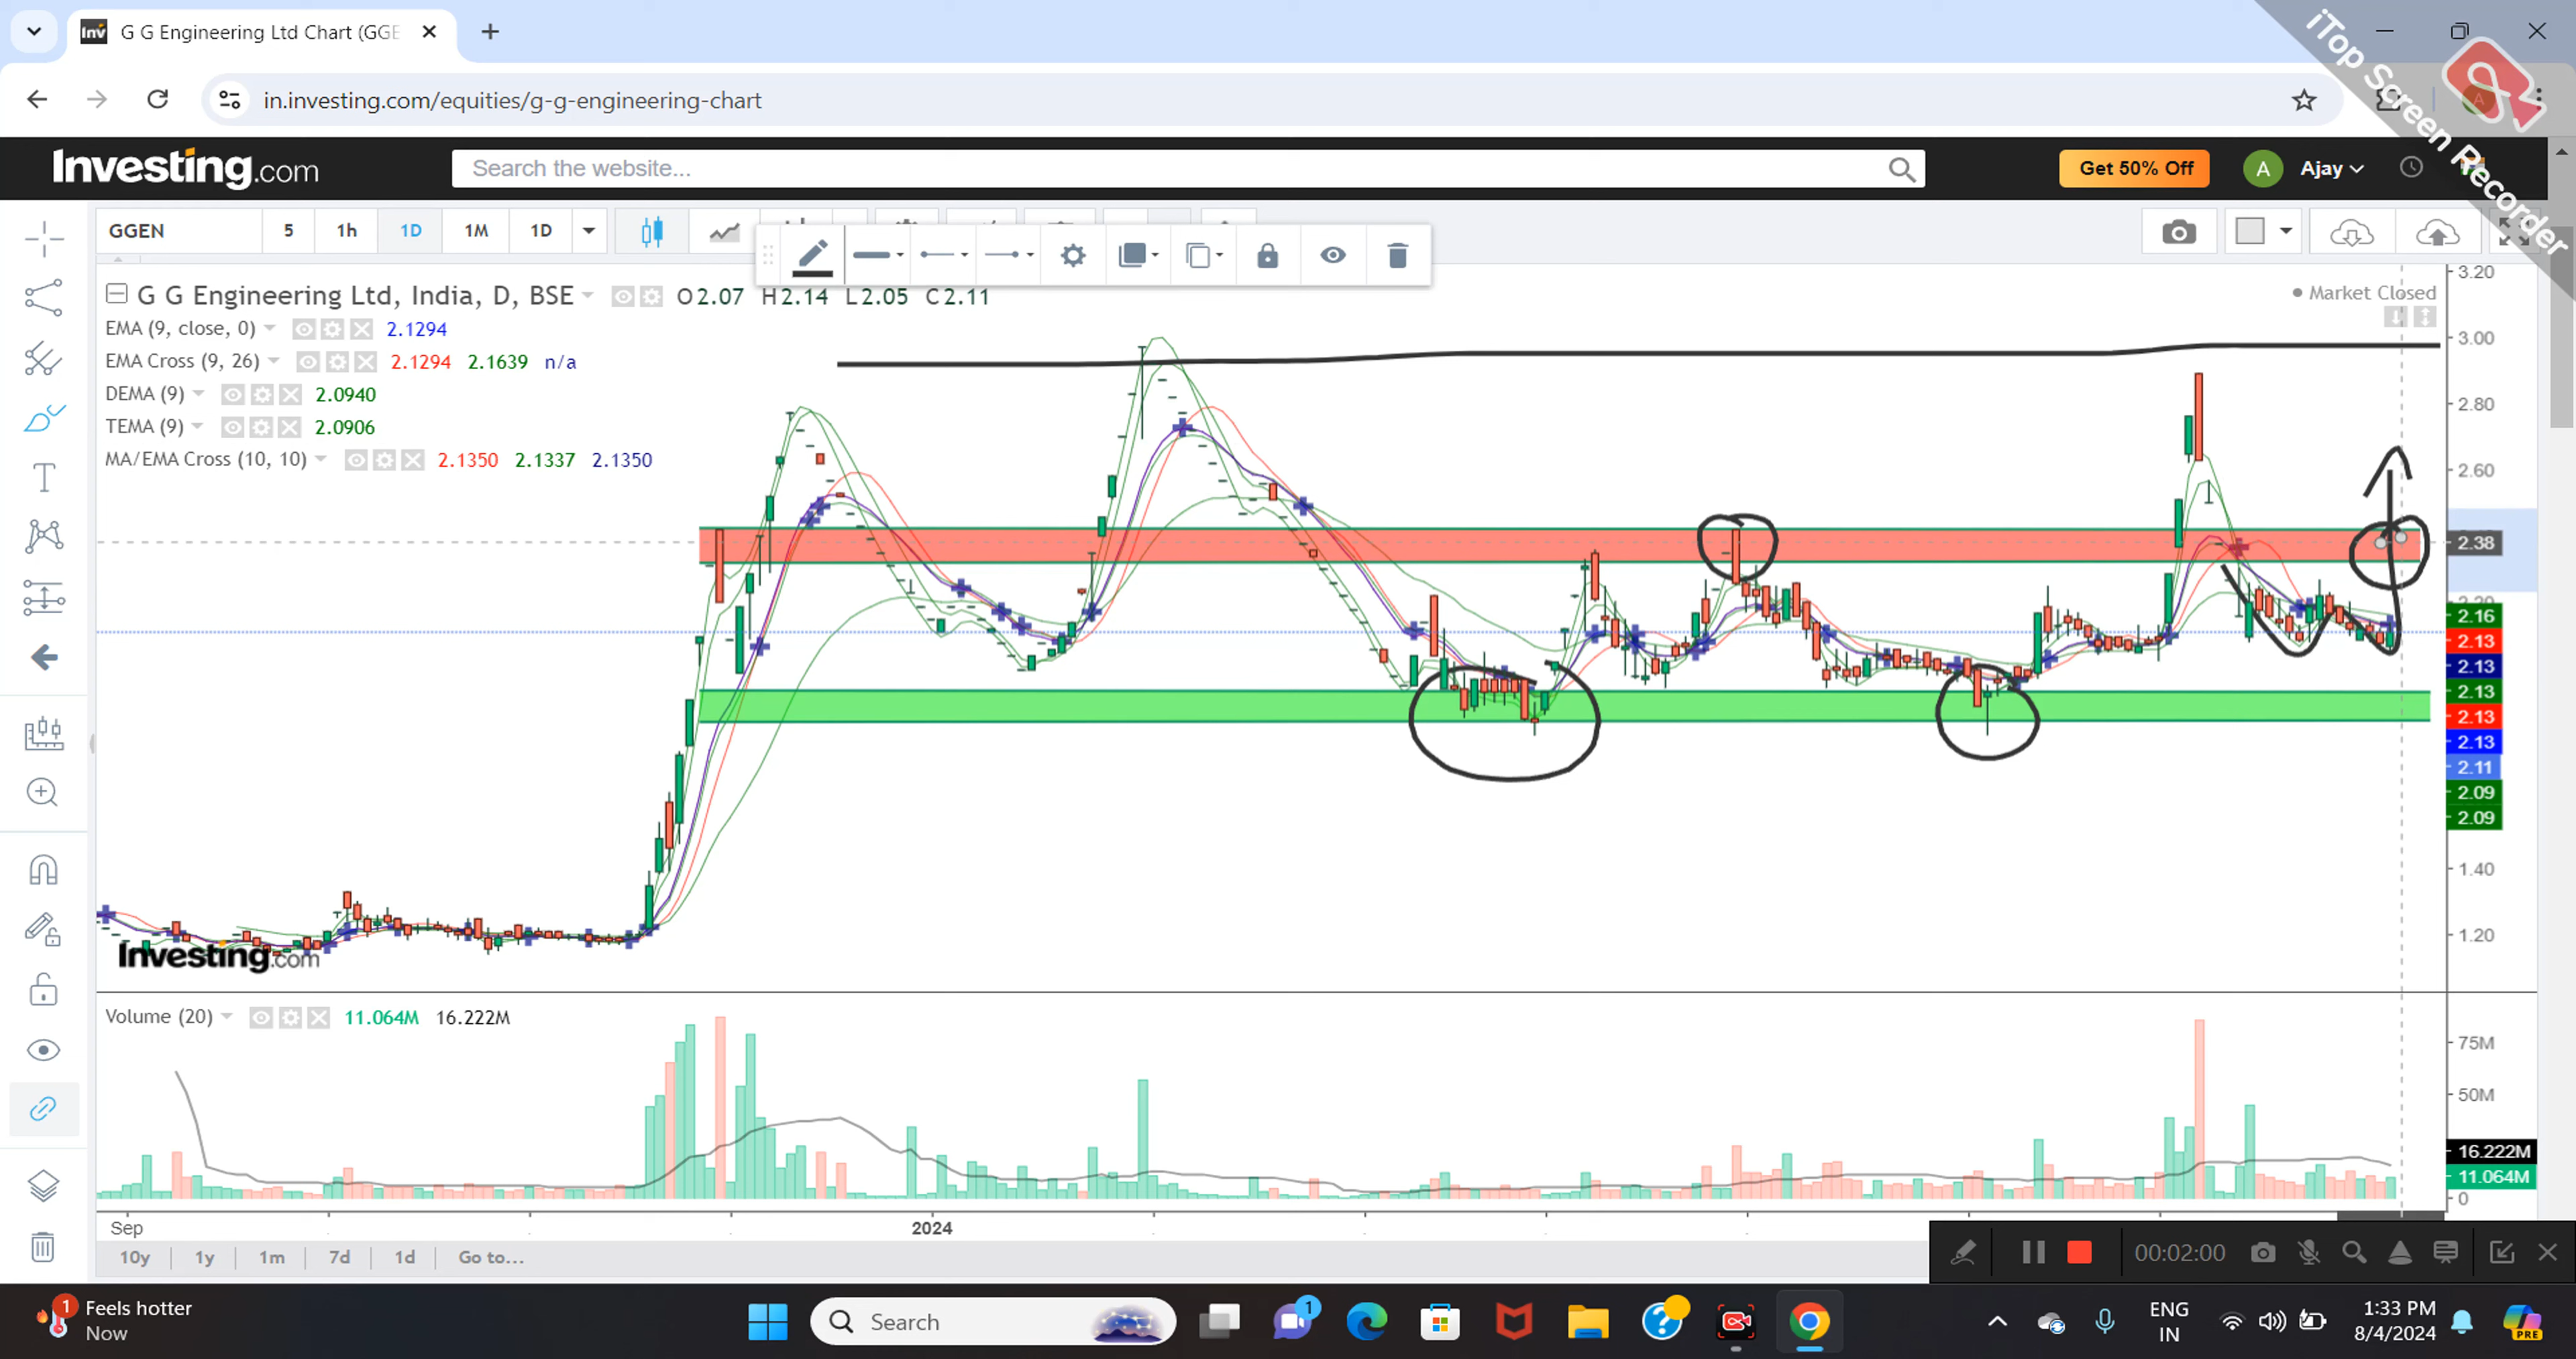 G G Engineering Ltd Chart (GGE
in.investing.com/equities/g-g-engineering-chart
iTop Screen Recorder
Investing.com
Search the website...
Get 50% Off
A
Ajay
GGEN
5
1h
1D
1M
1D
G G Engineering Ltd, India, D, BSE O2.07 H2.14 L2.05 C2.11
Market Closed
EMA (9, close, 0) 2.1294
EMA Cross (9, 26) 2.1294 2.1639 n/a
DEMA (9) 2.0940
TEMA (9) 2.0906
MA/EMA Cross (10, 10) 2.1350 2.1337 2.1350
3.20
3.00
2.80
2.60
2.38
2.20
2.16
2.13
2.13
2.13
2.13
2.13
2.11
2.09
2.09
1.40
1.20
Investing.com
Volume (20) 11.064M 16.222M
75M
50M
16.222M
11.064M
0
Sep
2024
10y
1y
1m
7d
1d
Go to...
00:02:00
1
Feels hotter
Now
Search
1
ENG
IN
1:33 PM
8/4/2024
PRE